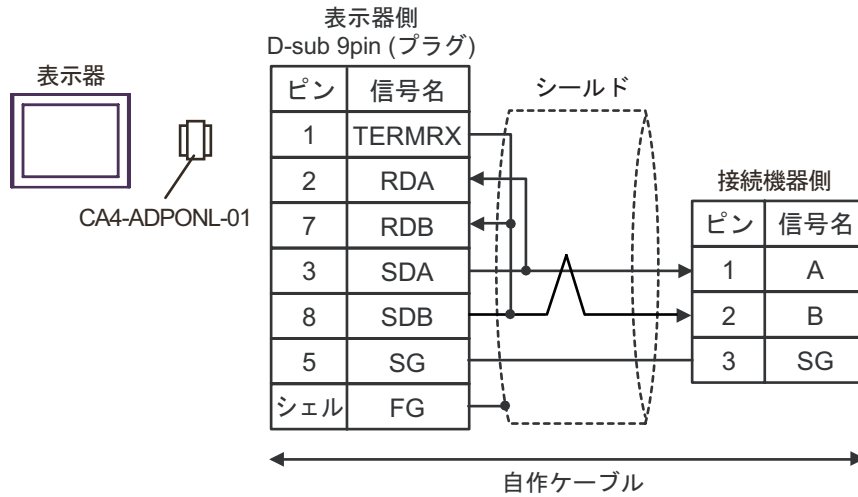 表示器側
D-sub 9pin (プラグ)
表示器
CA4-ADPONL-01
シールド
ピン 信号名
1 TERMRX
2 RDA
7 RDB
3 SDA
8 SDB
5 SG
シェル FG
接続機器側
ピン 信号名
1 A
2 B
3 SG
自作ケーブル